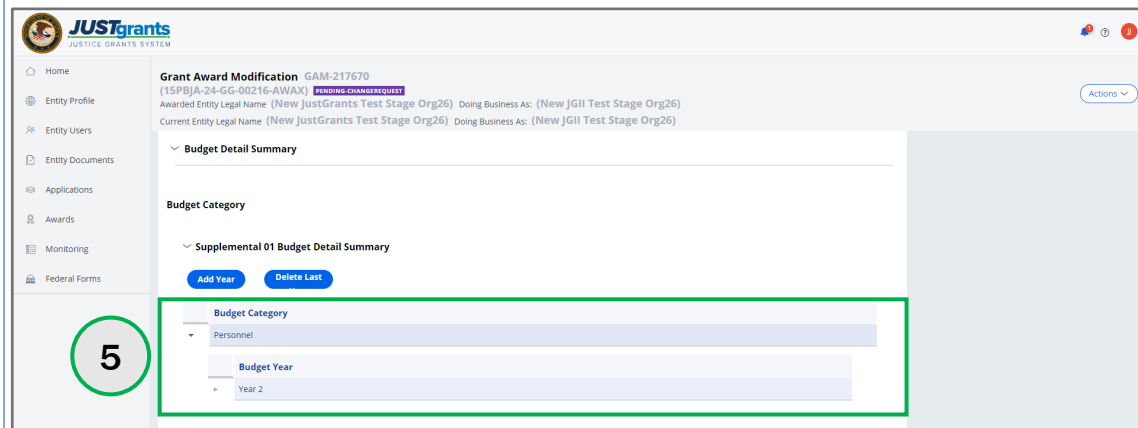 JUSTgrants
JUSTICE GRANTS SYSTEM
JJ
Home
Entity Profile
Entity Users
Entity Documents
Applications
Awards
Monitoring
Federal Forms
Grant Award Modification GAM-217670
(15PBJA-24-GG-00216-AWAX) PENDING-CHANGEREQUEST
Awarded Entity Legal Name (New JustGrants Test Stage Org26) Doing Business As: (New JGII Test Stage Org26)
Current Entity Legal Name (New JustGrants Test Stage Org26) Doing Business As: (New JGII Test Stage Org26)
Actions
Budget Detail Summary
Budget Category
Supplemental 01 Budget Detail Summary
Add Year Delete Last
Budget Category
Personnel
Budget Year
Year 2
5